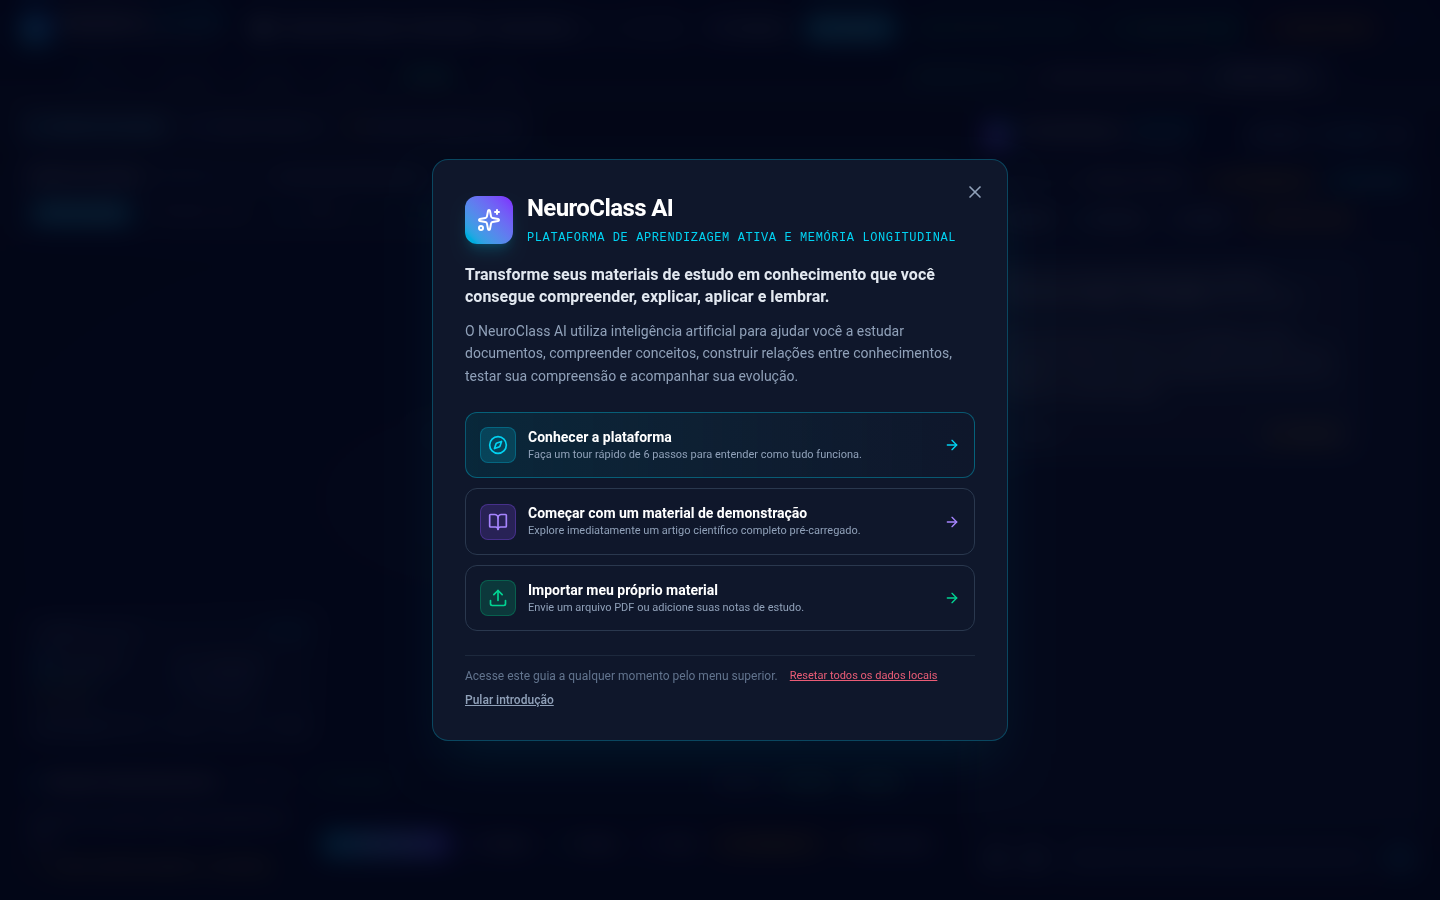 NeuroClass AI
PLATAFORMA DE APRENDIZAGEM ATIVA E MEMÓRIA LONGITUDINAL
Transforme seus materiais de estudo em conhecimento que você
consegue compreender, explicar, aplicar e lembrar.
O NeuroClass AI utiliza inteligência artificial para ajudar você a estudar
documentos, compreender conceitos, construir relações entre conhecimentos,
testar sua compreensão e acompanhar sua evolução.
Conhecer a plataforma
Faça um tour rápido de 6 passos para entender como tudo funciona.
Começar com um material de demonstração
Explore imediatamente um artigo científico completo pré-carregado.
Importar meu próprio material
Envie um arquivo PDF ou adicione suas notas de estudo.
Acesse este guia a qualquer momento pelo menu superior. Resetar todos os dados locais
Pular introdução